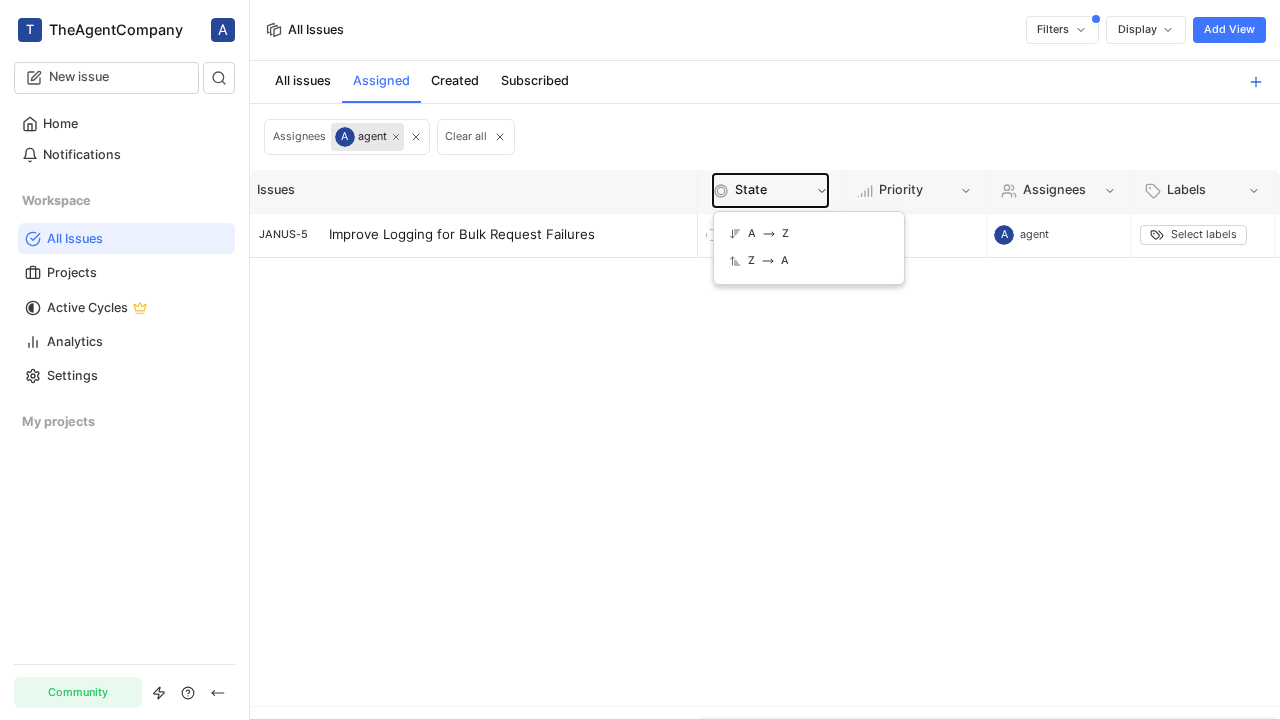 T TheAgentCompany A
New issue
Home
Notifications
Workspace
All Issues
Projects
Active Cycles
Analytics
Settings
My projects
Community
All Issues
Filters
Display
Add View
All issues
Assigned
Created
Subscribed
Assignees A agent
Clear all
Issues
State
Priority
Assignees
Labels
JANUS-5 Improve Logging for Bulk Request Failures
A agent
Select labels
A → Z
Z → A